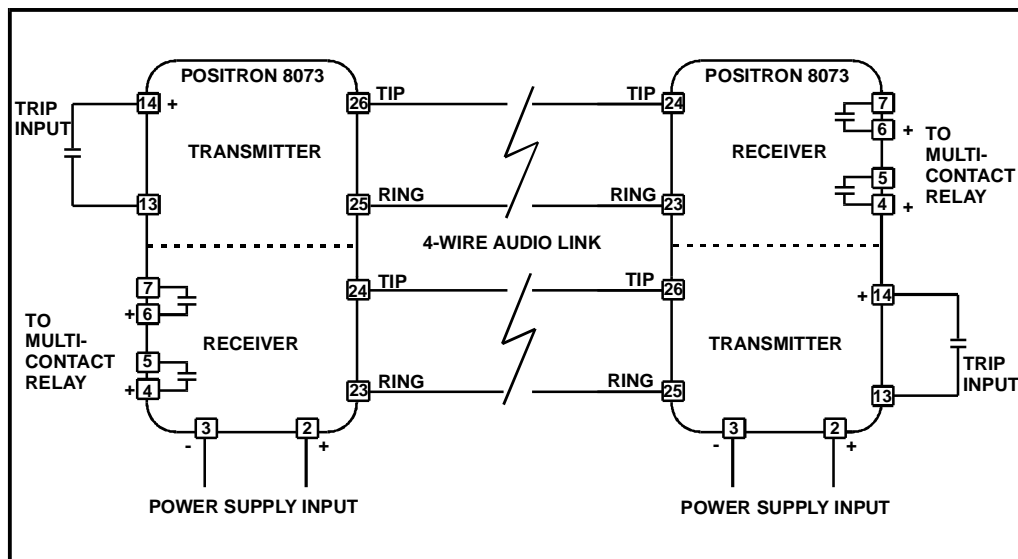 POSITRON 8073
POSITRON 8073
14 +
26 TIP
TIP 24
7
TRIP
INPUT
6 +
TO
MULTI-
CONTACT
RELAY
TRANSMITTER
RECEIVER
5
4 +
13
25 RING
RING 23
4-WIRE AUDIO LINK
7
24 TIP
TIP 26
+ 14
+ 6
TO
MULTI-
CONTACT
RELAY
RECEIVER
TRANSMITTER
5
+ 4
TRIP
INPUT
23 RING
RING 25
13
3
2
3
2
-
+
-
+
POWER SUPPLY INPUT
POWER SUPPLY INPUT